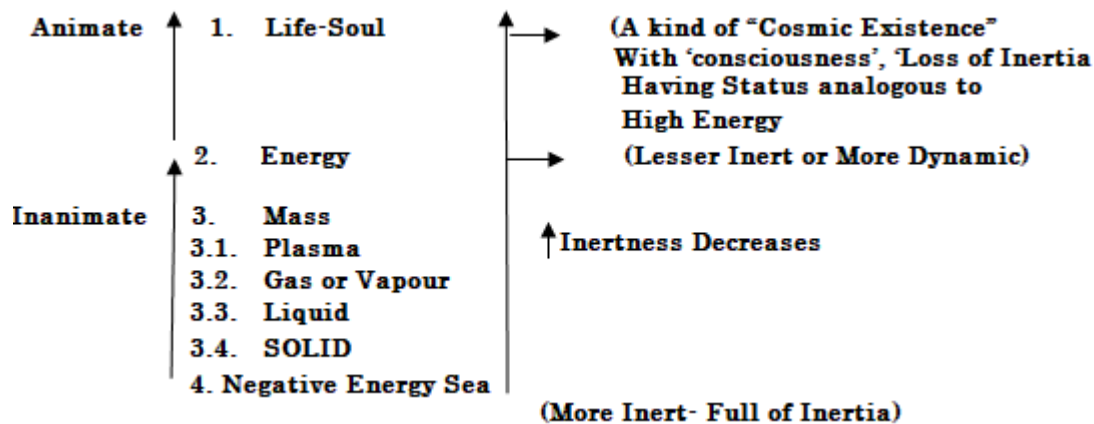 Animate 1. Life-Soul (A kind of “Cosmic Existence”
With ‘consciousness’, ‘Loss of Inertia
Having Status analogous to
High Energy
2. Energy (Lesser Inert or More Dynamic)
Inanimate 3. Mass
Inertness Decreases
3.1. Plasma
3.2. Gas or Vapour
3.3. Liquid
3.4. SOLID
4. Negative Energy Sea
(More Inert- Full of Inertia)